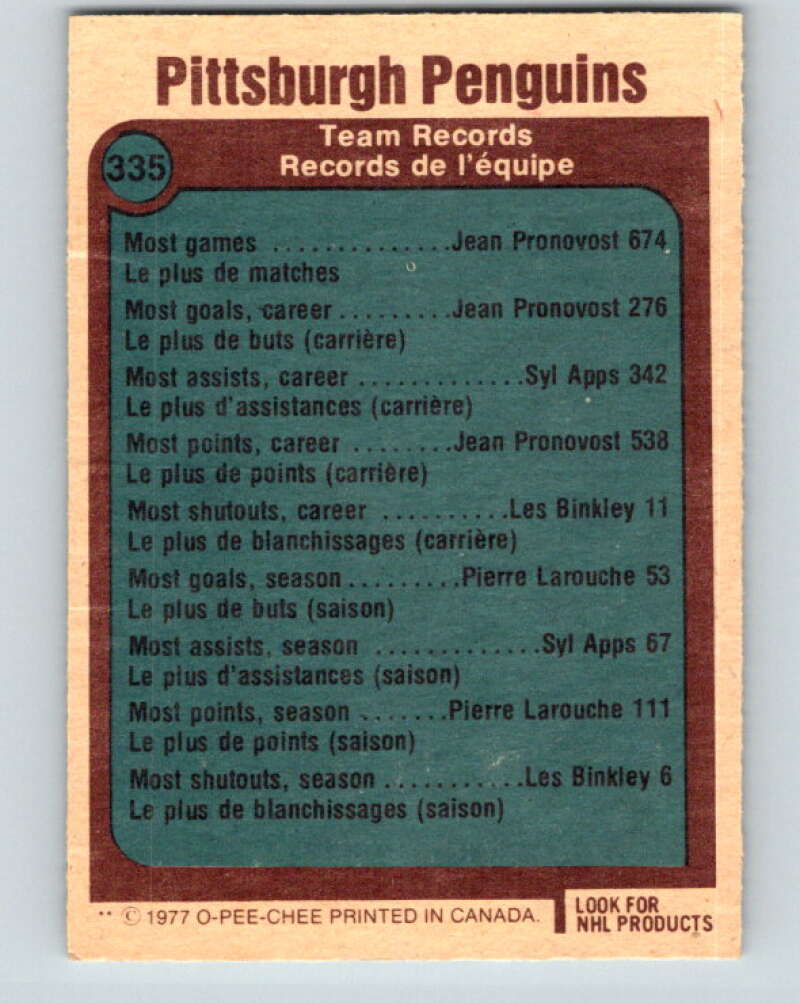 Pittsburgh Penguins
335
Team Records
Records de l'équipe
Most games ..............Jean Pronovost 674
Le plus de matches
Most goals, career.........Jean Pronovost 276
Le plus de buts (carrière)
Most assists, career .............Syl Apps 342
Le plus d'assistances (carrière)
Most points, career ........Jean Pronovost 538
Le plus de points (carrière)
Most shutouts, career ..........Les Binkley 11
Le plus de blanchissages (carrière)
Most goals, season.........Pierre Larouche 53
Le plus de buts (saison)
Most assists, season .............Syl Apps 67
Le plus d'assistances (saison)
Most points, season .......Pierre Larouche 111
Le plus de points (saison)
Most shutouts, season ...........Les Binkley 6
Le plus de blanchissages (saison)
** © 1977 O-PEE-CHEE PRINTED IN CANADA.
LOOK FOR
NHL PRODUCTS